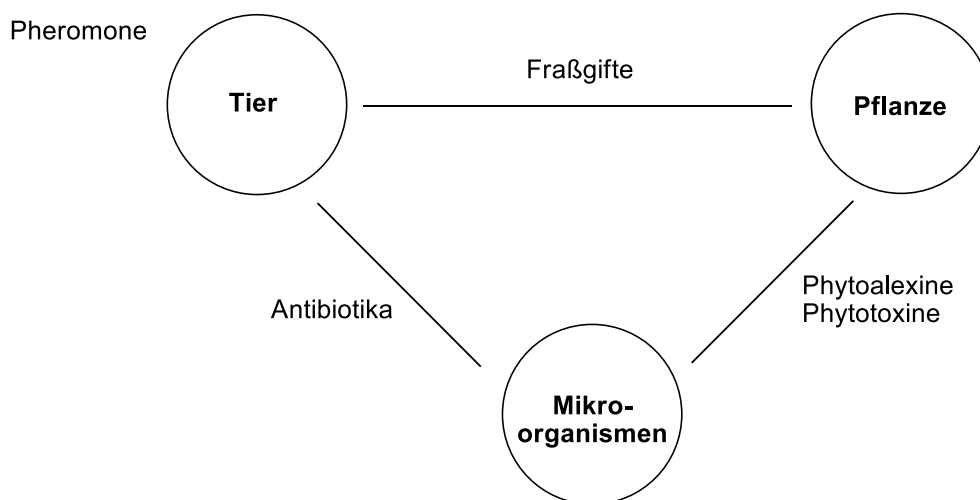 Pheromone
Fraßgifte
Tier
Pflanze
Antibiotika
Phytoalexine
Phytotoxine
Mikro-
organismen